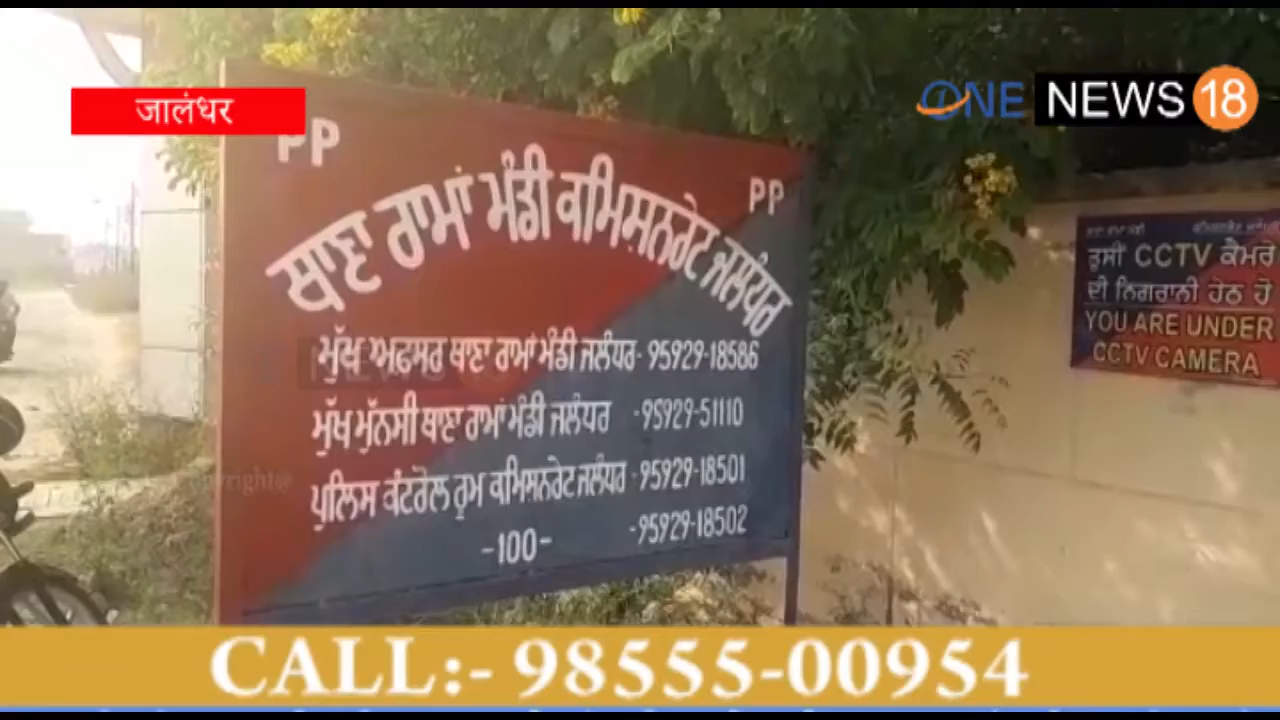 जालंधर
ONE NEWS 18
PP
PP
ਥਾਣਾ ਰਾਮਾਂ ਮੰਡੀ ਕਮਿਸ਼ਨਰੇਟ ਜਲੰਧਰ
ਮੁੱਖ ਅਫ਼ਸਰ ਥਾਣਾ ਰਾਮਾਂ ਮੰਡੀ ਜਲੰਧਰ- 95929-18586
ਮੁੱਖ ਮੁੱਨਸੀ ਥਾਣਾ ਰਾਮਾਂ ਮੰਡੀ ਜਲੰਧਰ -95929-51110
ਪੁਲਿਸ ਕੰਟਰੋਲ ਰੂਮ ਕਮਿਸ਼ਨਰੇਟ ਜਲੰਧਰ -95929-18501
-100- -95929-18502
ਤੁਸੀਂ CCTV ਕੈਮਰੇ
ਦੀ ਨਿਗਰਾਨੀ ਹੇਠ ਹੋ
YOU ARE UNDER
CCTV CAMERA
CALL:- 98555-00954